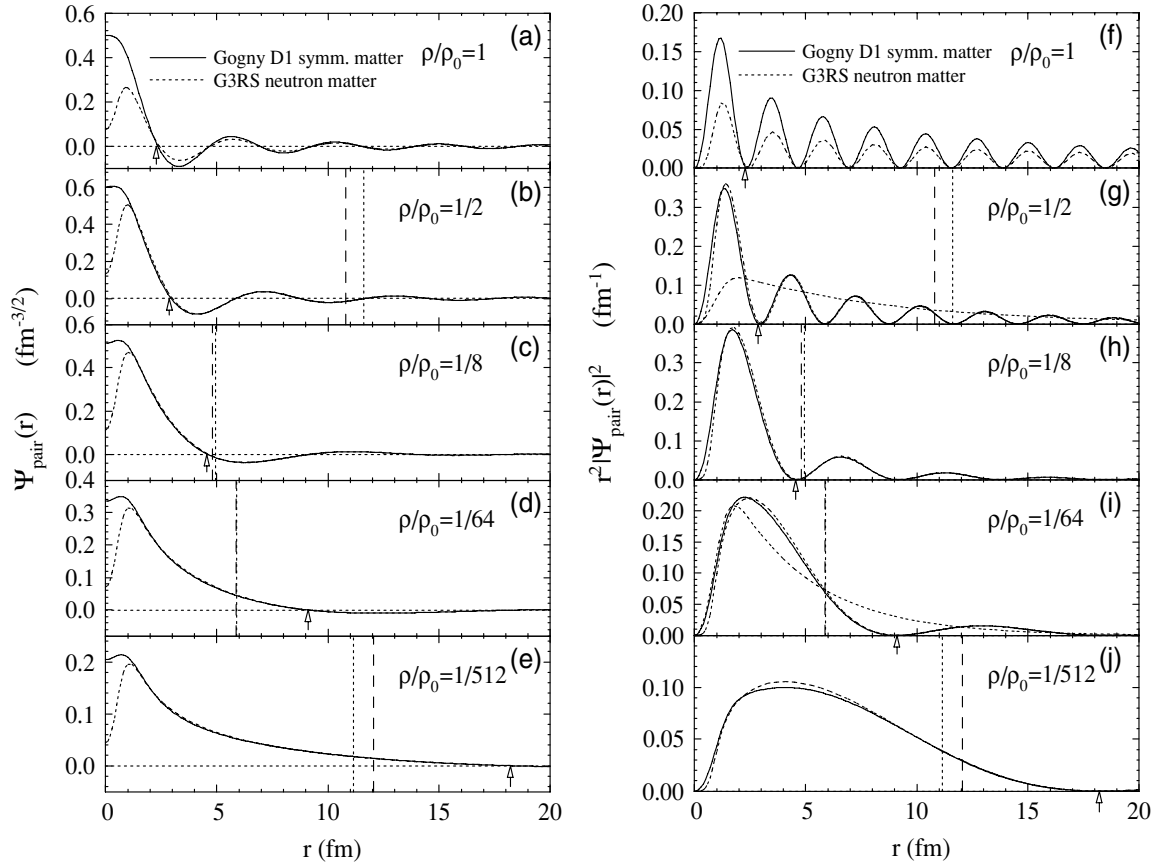 (a)
Gogny D1 symm. matter
G3RS neutron matter
ρ/ρ₀=1
0.6
0.4
0.2
0.0
(b)
ρ/ρ₀=1/2
0.6
0.4
0.2
0.0
(c)
ρ/ρ₀=1/8
0.6
0.4
0.2
0.0
(d)
ρ/ρ₀=1/64
0.4
0.3
0.2
0.1
0.0
(e)
ρ/ρ₀=1/512
0.2
0.1
0.0
0 5 10 15 20
r (fm)
Ψpair(r) (fm⁻³/²)
(f)
Gogny D1 symm. matter
G3RS neutron matter
ρ/ρ₀=1
0.20
0.15
0.10
0.05
0.00
(g)
ρ/ρ₀=1/2
0.3
0.2
0.1
0.0
(h)
ρ/ρ₀=1/8
0.3
0.2
0.1
0.0
(i)
ρ/ρ₀=1/64
0.20
0.15
0.10
0.05
0.00
(j)
ρ/ρ₀=1/512
0.10
0.05
0.00
0 5 10 15 20
r (fm)
r²|Ψpair(r)|² (fm⁻¹)